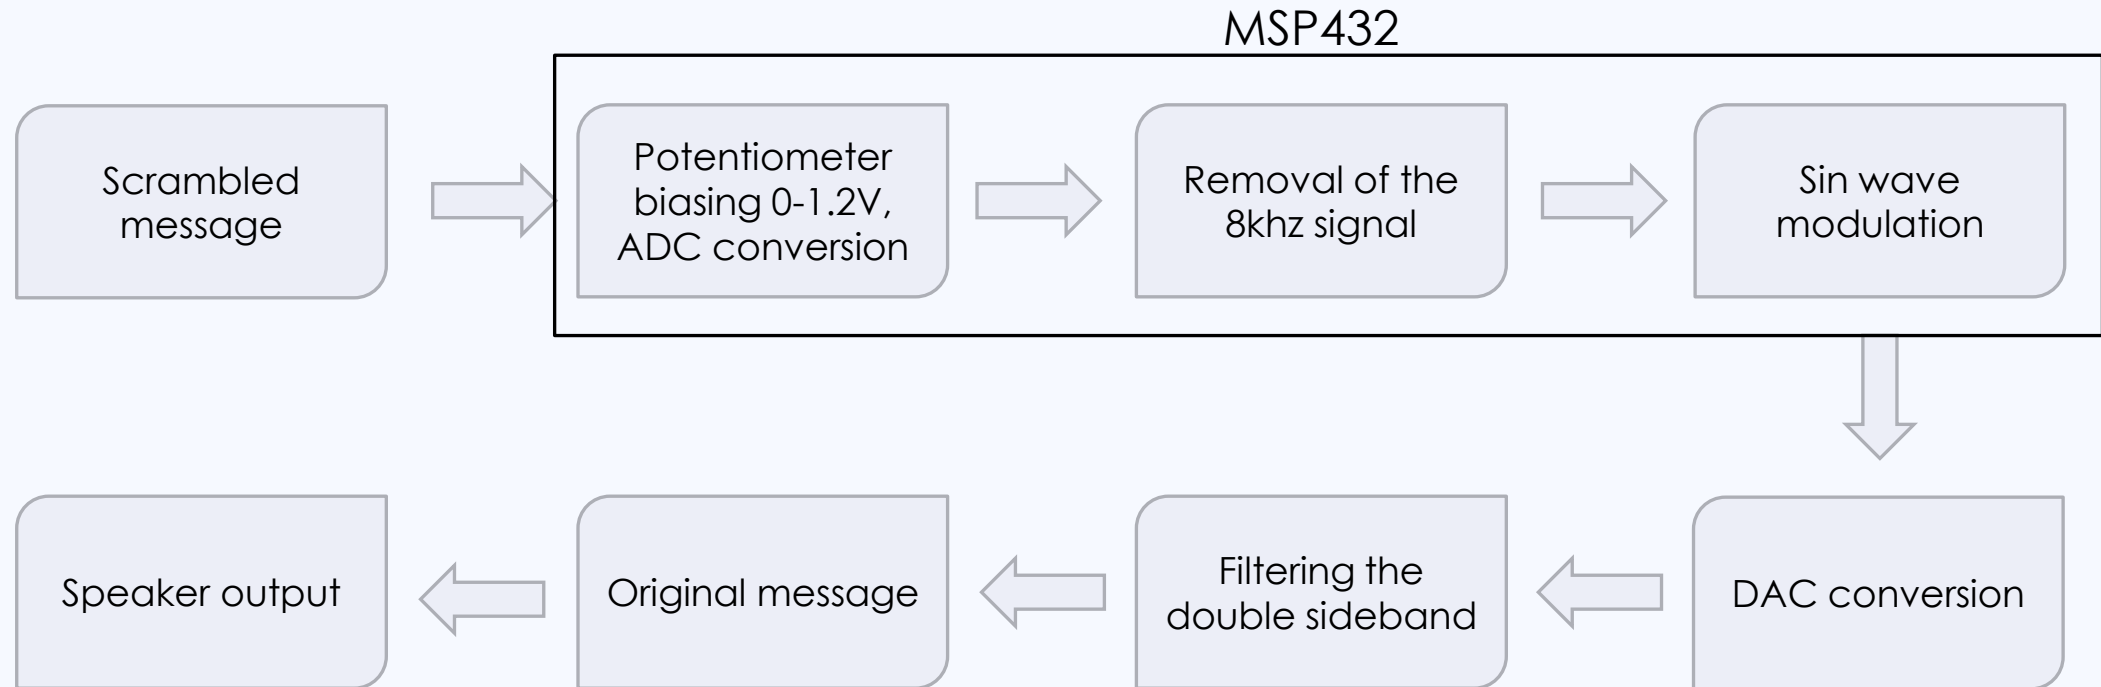 MSP432
Scrambled
message
Potentiometer
biasing 0-1.2V,
ADC conversion
Removal of the
8khz signal
Sin wave
modulation
DAC conversion
Filtering the
double sideband
Original message
Speaker output